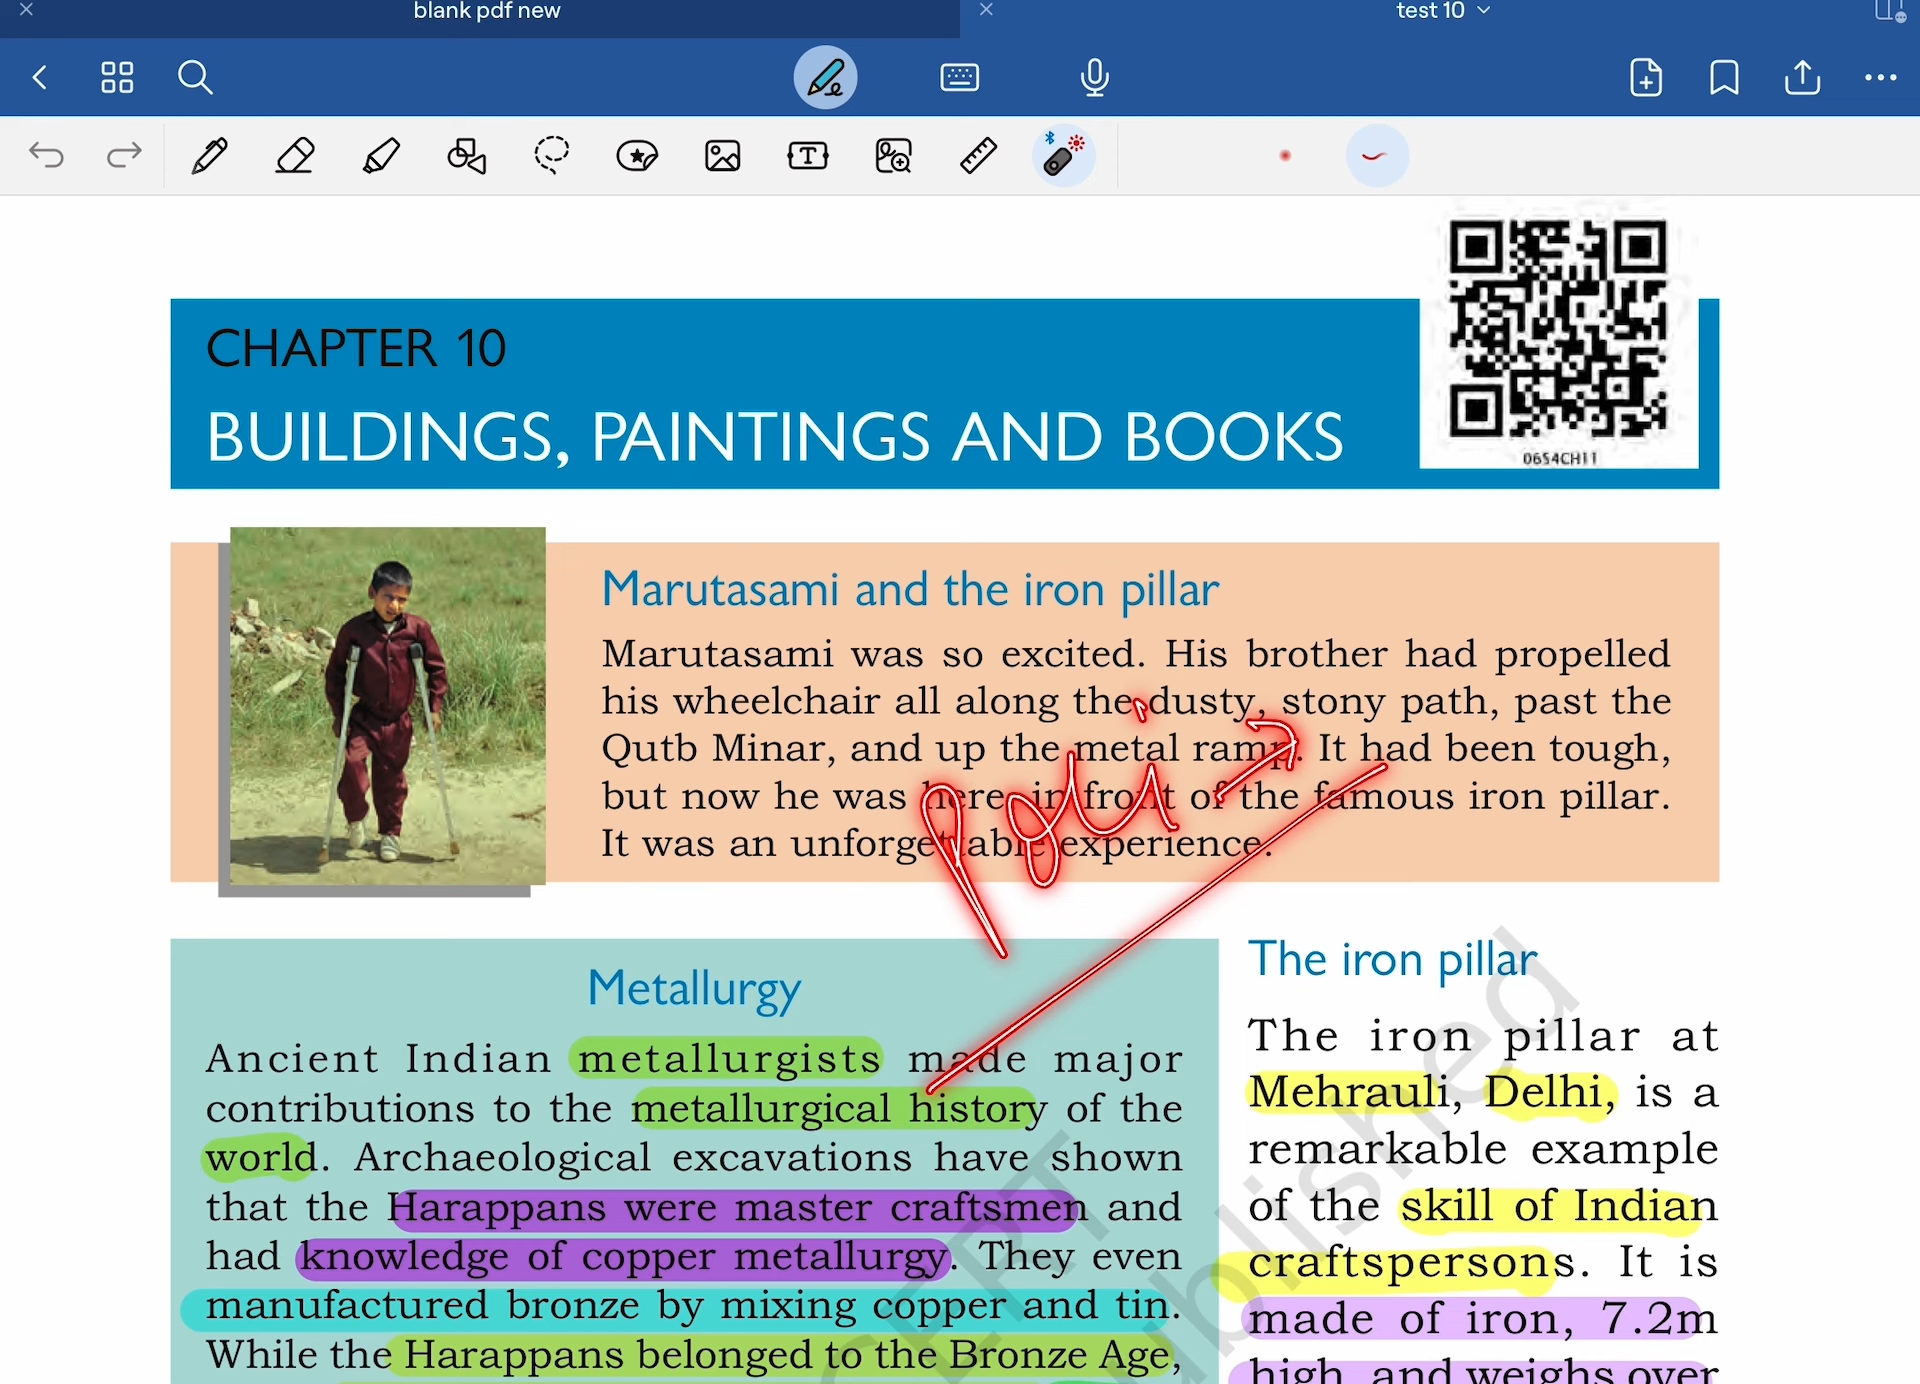 blank pdf new
test 10
CHAPTER 10
BUILDINGS, PAINTINGS AND BOOKS
0654CH11
Marutasami and the iron pillar
Marutasami was so excited. His brother had propelled
his wheelchair all along the dusty, stony path, past the
Qutb Minar, and up the metal ramp. It had been tough,
but now he was here, in front of the famous iron pillar.
It was an unforgettable experience.
Metallurgy
Ancient Indian metallurgists made major
contributions to the metallurgical history of the
world. Archaeological excavations have shown
that the Harappans were master craftsmen and
had knowledge of copper metallurgy. They even
manufactured bronze by mixing copper and tin.
While the Harappans belonged to the Bronze Age,
The iron pillar
The iron pillar at
Mehrauli, Delhi, is a
remarkable example
of the skill of Indian
craftspersons. It is
made of iron, 7.2m
high, and weighs over